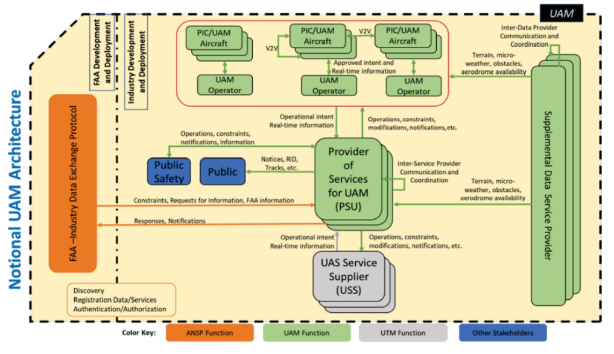 UAM
Notional UAM Architecture
FAA Development
and Deployment
Industry Development
and Deployment
PIC/UAM
Aircraft
V2V
PIC/UAM
Aircraft
V2V
PIC/UAM
Aircraft
Approved intent and
Real-time information
UAM
Operator
UAM
Operator
UAM
Operator
Inter-Data Provider
Communication and
Coordination
Terrain, micro-
weather, obstacles,
aerodrome availability
Supplemental Data Service Provider
FAA –Industry Data Exchange Protocol
Operations, constraints,
notifications, information
Operational intent
Real-time information
Operations, constraints,
modifications, notifications,etc.
Public
Safety
Public
Notices, RID,
Tracks, etc.
Provider
of
Services
for UAM
(PSU)
Inter-Service Provider
Communication and
Coordination
Terrain, micro-
weather, obstacles,
aerodrome availability
Constraints, Requests for Information, FAA information
Responses, Notifications
Operational intent
Real-time information
Operations, constraints,
modifications, notifications, etc.
UAS Service
Supplier
(USS)
Discovery
Registration Data/Services
Authentication/Authorization
Color Key:
ANSP Function
UAM Function
UTM Function
Other Stakeholders